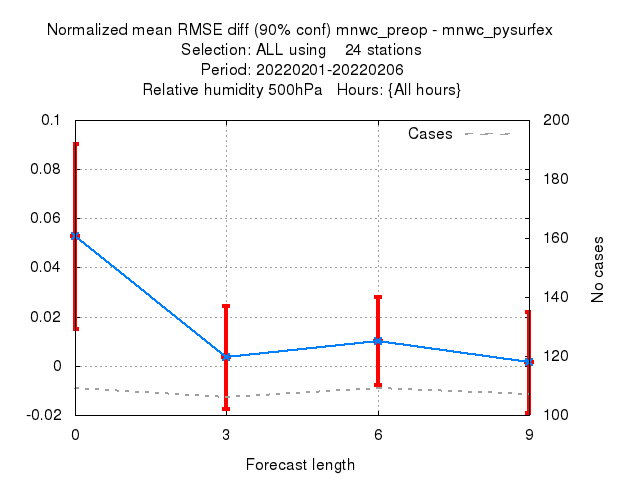 Normalized mean RMSE diff (90% conf) mnwc_preop - mnwc_pysurfex
Selection: ALL using 24 stations
Period: 20220201-20220206
Relative humidity 500hPa Hours: {All hours}
0.1 200
Cases
0.08 180
0.06 160
0.04 140
0.02
0 120
-0.02 100
No cases
0 3 6 9
Forecast length